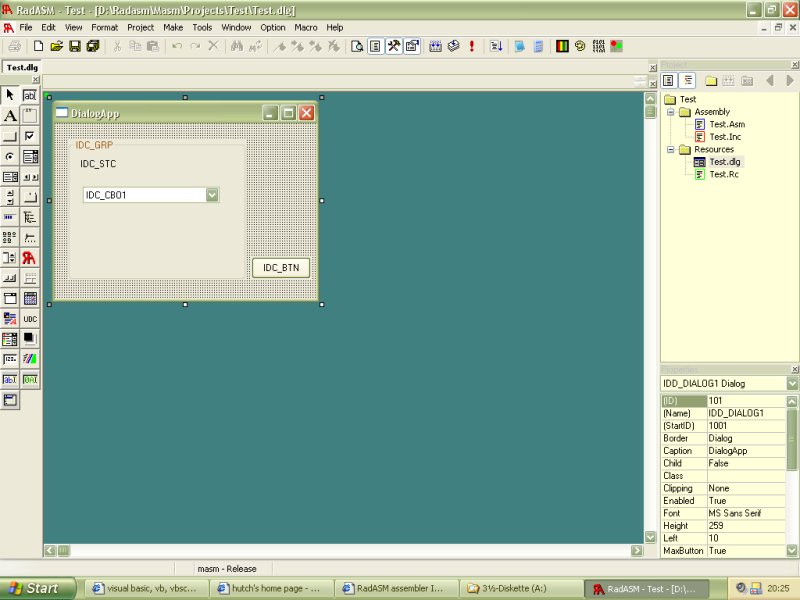 RadASM - Test - [D:\Radasm\Masm\Projects\Test\Test.dlg]
File Edit View Format Project Make Tools Window Option Macro Help
Test.dlg
Project
DialogApp
IDC_GRP
IDC_STC
IDC_CBO1
IDC_BTN
UDC
Test
Assembly
Test.Asm
Test.Inc
Resources
Test.dlg
Test.Rc
Properties
IDD_DIALOG1 Dialog
(ID) 101
(Name) IDD_DIALOG1
(StartID) 1001
Border Dialog
Caption DialogApp
Child False
Class
Clipping None
Enabled True
Font MS Sans Serif
Height 259
Left 10
MaxButton True
masm - Release
Start
visual basic, vb, vbsc...
hutch's home page - ...
RadASM assembler I...
3½-Diskette (A:)
RadASM - Test - [D:\...
20:25